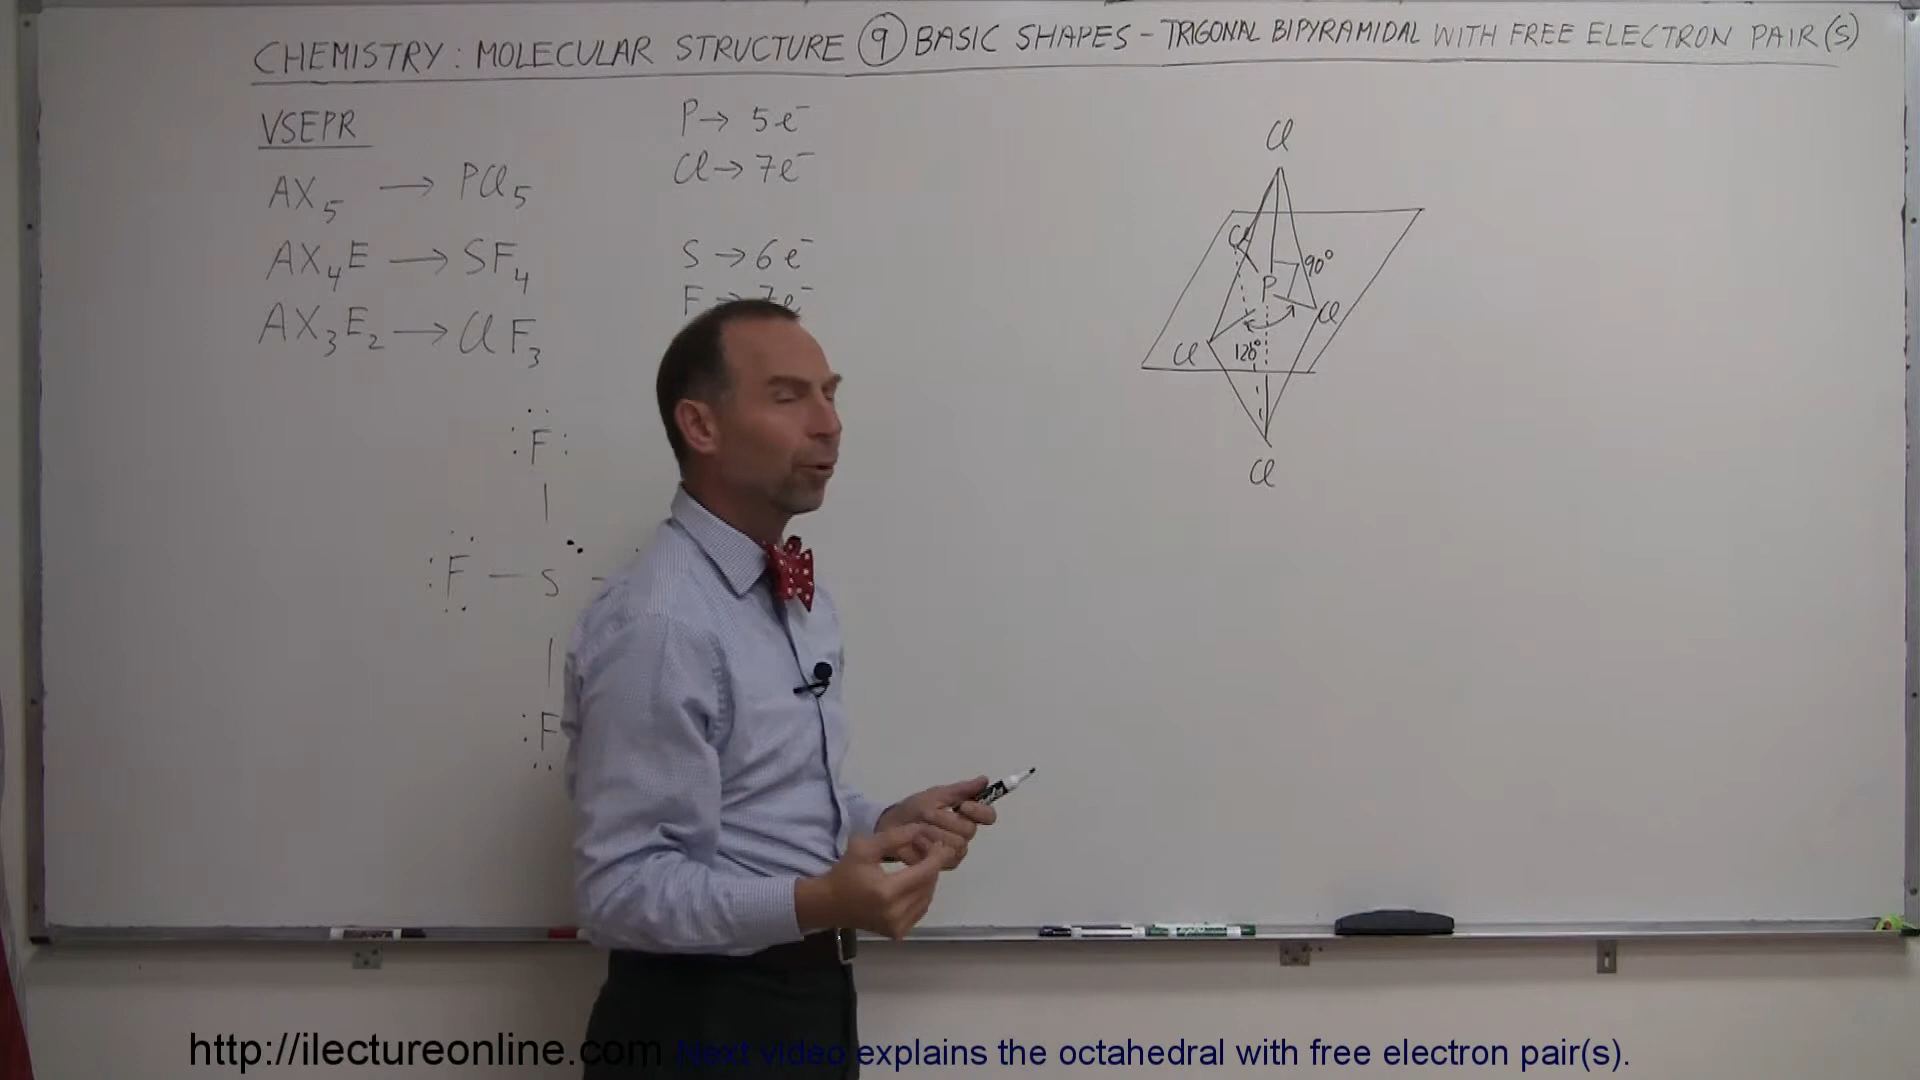 CHEMISTRY: MOLECULAR STRUCTURE 9 BASIC SHAPES - TRIGONAL BIPYRAMIDAL WITH FREE ELECTRON PAIR(S)
VSEPR
AX5 → PCl5
AX4E → SF4
AX3E2 → ClF3
P → 5e⁻
Cl → 7e⁻
S → 6e⁻
F → 7e⁻
:F:
:F — S —
:F
Cl
Cl
90°
P
Cl
Cl
120°
Cl
http://ilectureonline.com Next video explains the octahedral with free electron pair(s).